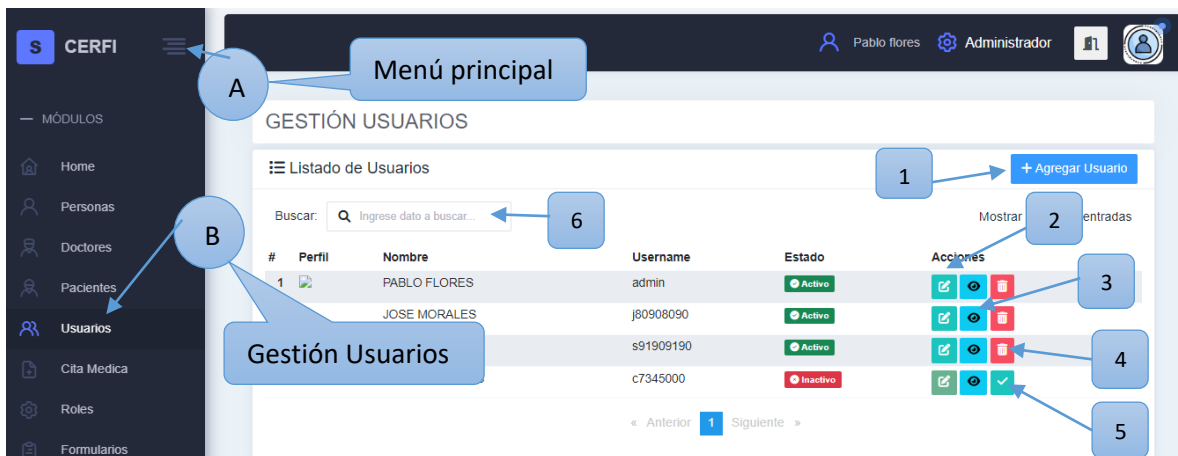 S CERFI
Pablo flores Administrador
A
Menú principal
— MÓDULOS
Home
Personas
Doctores
Pacientes
Usuarios
Cita Medica
Roles
Formularios
B
Gestión Usuarios
GESTIÓN USUARIOS
Listado de Usuarios
1
+ Agregar Usuario
Buscar: Ingrese dato a buscar...
6
Mostrar entradas
2
# Perfil Nombre Username Estado Acciones
1 PABLO FLORES admin Activo
3
JOSE MORALES j80908090 Activo
s91909190 Activo
4
c7345000 Inactivo
5
« Anterior 1 Siguiente »